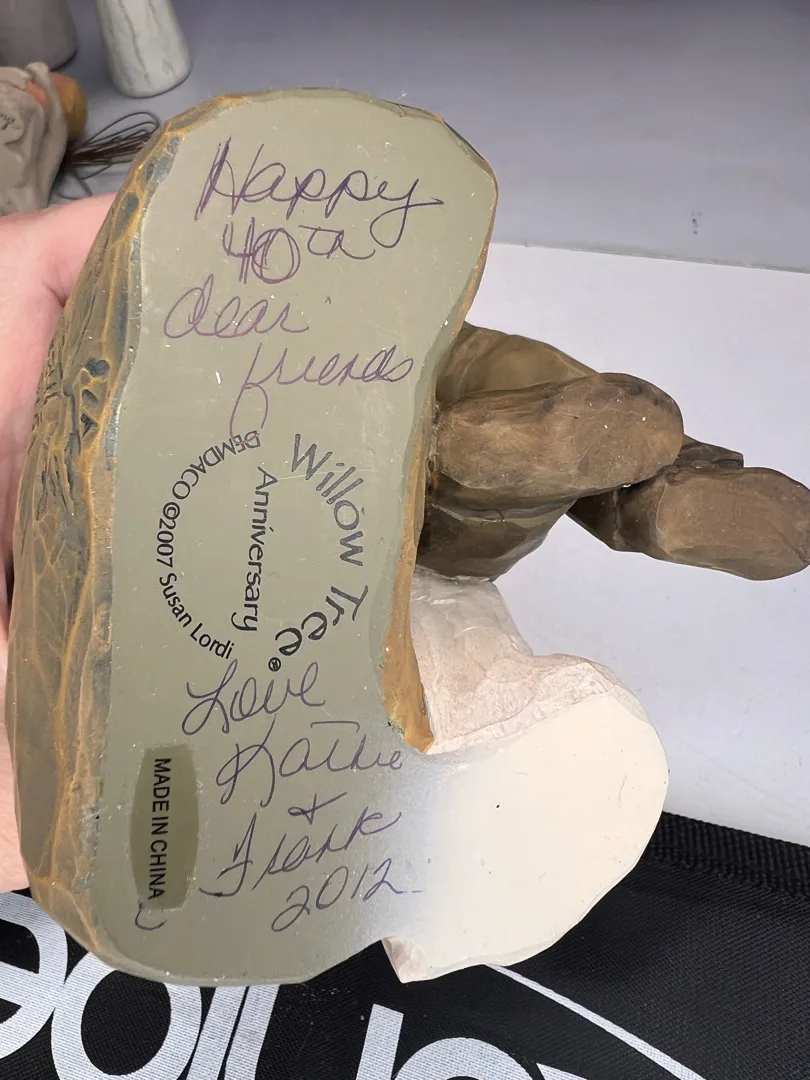 Happy
40th
dear
friends
Willow Tree®
Anniversary
DEMDACO ©2007 Susan Lordi
Love
Kathie
+
Frank
2012
MADE IN CHINA